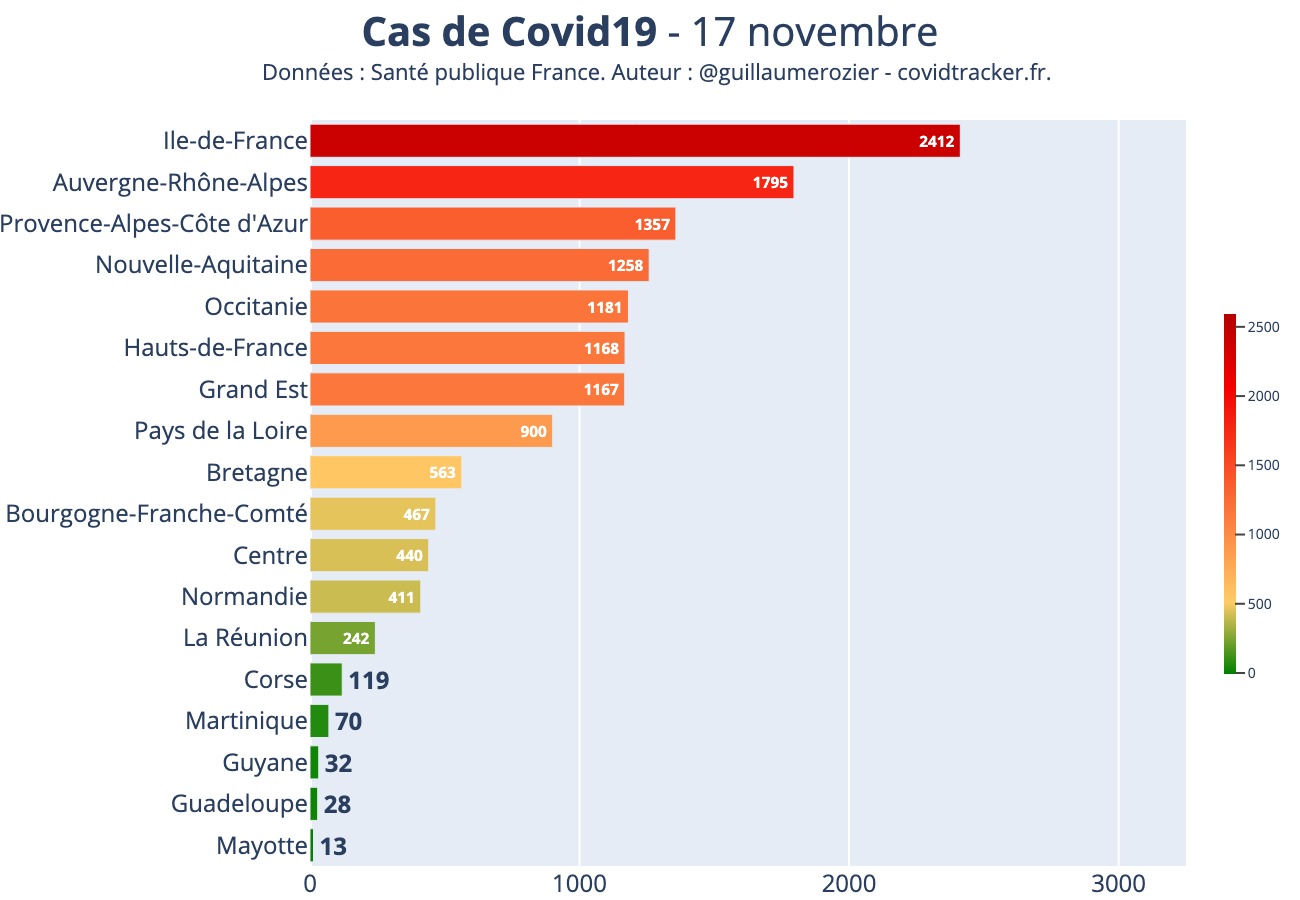 Cas de Covid19 - 17 novembre
Données : Santé publique France. Auteur : @guillaumerozier - covidtracker.fr.
Ile-de-France 2412
Auvergne-Rhône-Alpes 1795
Provence-Alpes-Côte d'Azur 1357
Nouvelle-Aquitaine 1258
Occitanie 1181
Hauts-de-France 1168
Grand Est 1167
Pays de la Loire 900
Bretagne 563
Bourgogne-Franche-Comté 467
Centre 440
Normandie 411
La Réunion 242
Corse 119
Martinique 70
Guyane 32
Guadeloupe 28
Mayotte 13
0 1000 2000 3000
2500
2000
1500
1000
500
0